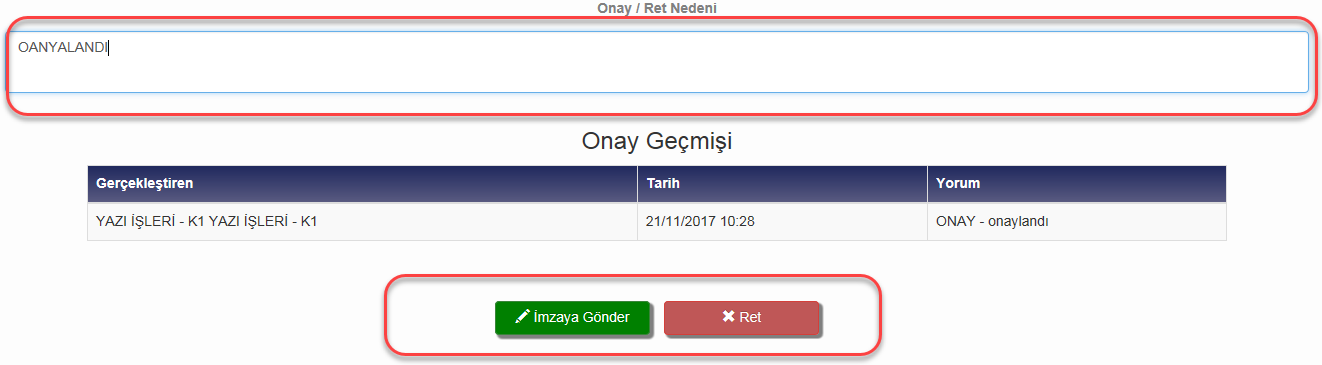 Onay / Ret Nedeni
OANYALANDI
Onay Geçmişi
Gerçekleştiren Tarih Yorum
YAZI İŞLERİ - K1 YAZI İŞLERİ - K1 21/11/2017 10:28 ONAY - onaylandı
İmzaya Gönder Ret